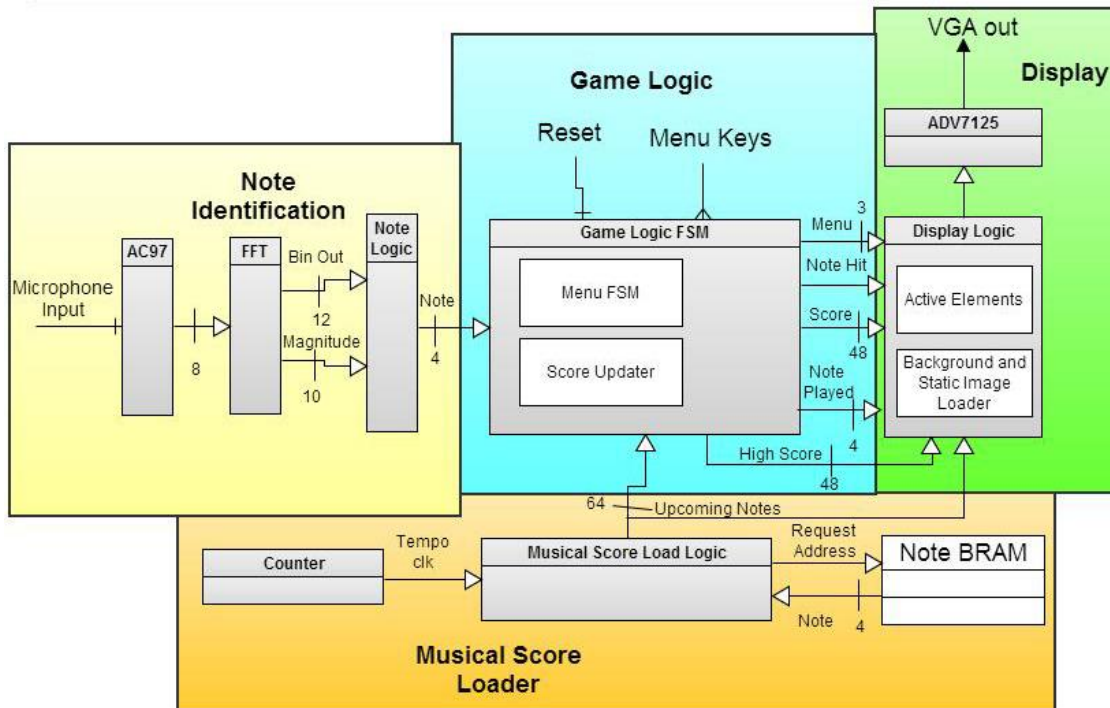 VGA out
Display
Game Logic
ADV7125
Reset
Menu Keys
Note
Identification
3
Menu
Note
Logic
Game Logic FSM
Display Logic
AC97
FFT
Bin Out
Note Hit
Menu FSM
Active Elements
Microphone
Input
12
Note
Score
Magnitude
48
8
4
Score Updater
Note
Played
Background and
Static Image
Loader
10
4
High Score
48
64
Upcoming Notes
Request
Address
Tempo
clk
Musical Score Load Logic
Note BRAM
Counter
Note
4
Musical Score
Loader